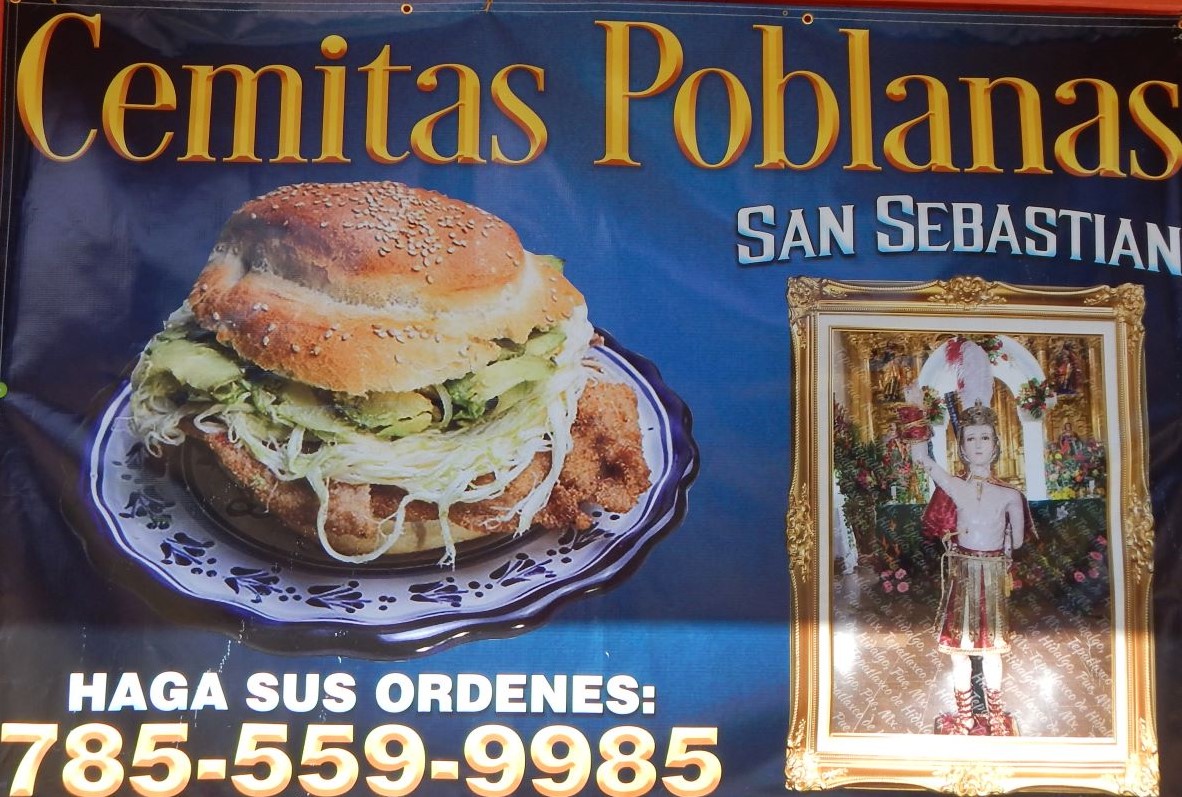 Cemitas Poblanas
SAN SEBASTIAN
HAGA SUS ORDENES:
785-559-9985